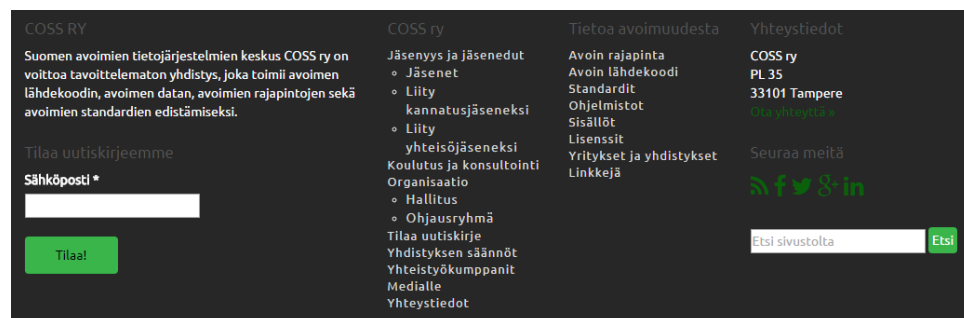 COSS RY
Suomen avoimien tietojärjestelmien keskus COSS ry on
voittoa tavoittelematon yhdistys, joka toimii avoimen
lähdekoodin, avoimen datan, avoimien rajapintojen sekä
avoimien standardien edistämiseksi.
Tilaa uutiskirjeemme
Sähköposti *
Tilaa!
COSS ry
Jäsenyys ja jäsenedut
Jäsenet
Liity
kannatusjäseneksi
Liity
yhteisöjäseneksi
Koulutus ja konsultointi
Organisaatio
Hallitus
Ohjausryhmä
Tilaa uutiskirje
Yhdistyksen säännöt
Yhteistyökumppanit
Medialle
Yhteystiedot
Tietoa avoimuudesta
Avoin rajapinta
Avoin lähdekoodi
Standardit
Ohjelmistot
Sisällöt
Lisenssit
Yritykset ja yhdistykset
Linkkejä
Yhteystiedot
COSS ry
PL 35
33101 Tampere
Ota yhteyttä »
Seuraa meitä
Etsi sivustolta
Etsi